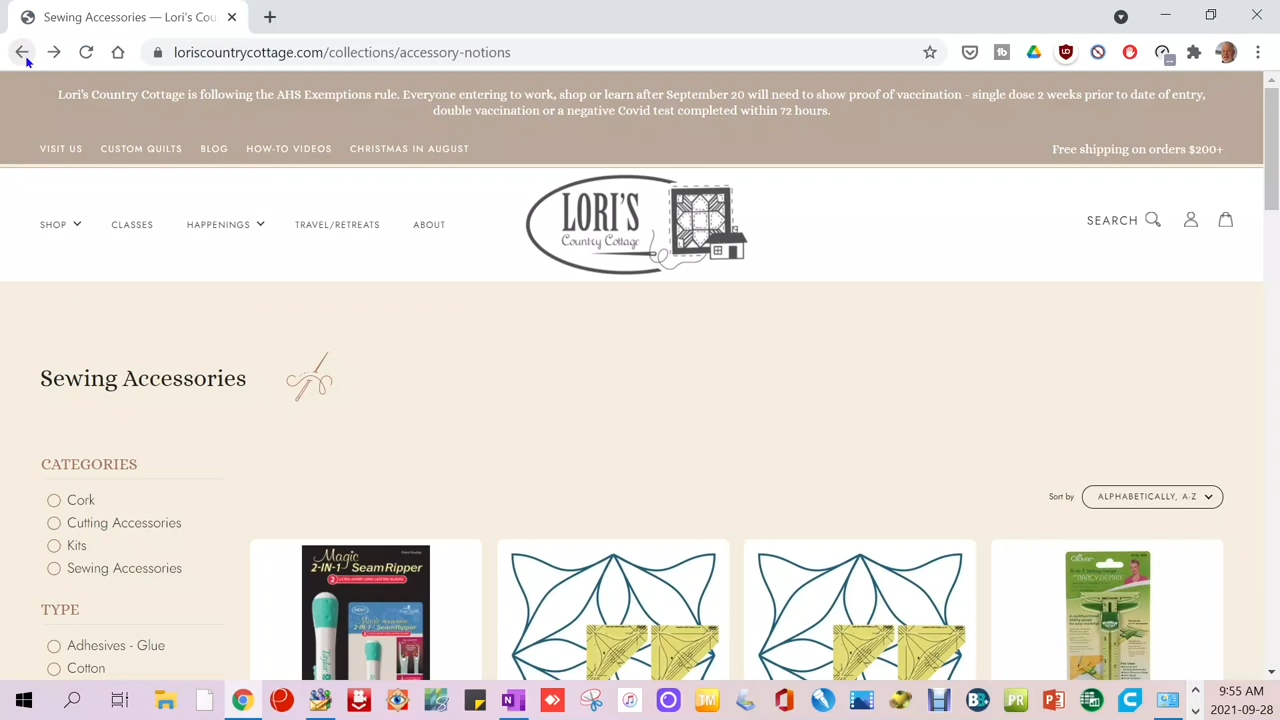 Sewing Accessories — Lori's Cou
loriscountrycottage.com/collections/accessory-notions
Lori's Country Cottage is following the AHS Exemptions rule. Everyone entering to work, shop or learn after September 20 will need to show proof of vaccination - single dose 2 weeks prior to date of entry,
double vaccination or a negative Covid test completed within 72 hours.
VISIT US CUSTOM QUILTS BLOG HOW-TO VIDEOS CHRISTMAS IN AUGUST Free shipping on orders $200+
LORI'S
Country Cottage
SHOP CLASSES HAPPENINGS TRAVEL/RETREATS ABOUT SEARCH
Sewing Accessories
CATEGORIES
Cork
Cutting Accessories
Kits
Sewing Accessories
Sort by ALPHABETICALLY, A-Z
TYPE
Adhesives - Glue
Cotton
Magic
2-IN-1 Seam Ripper
Clover
9:55 AM
2021-09-28